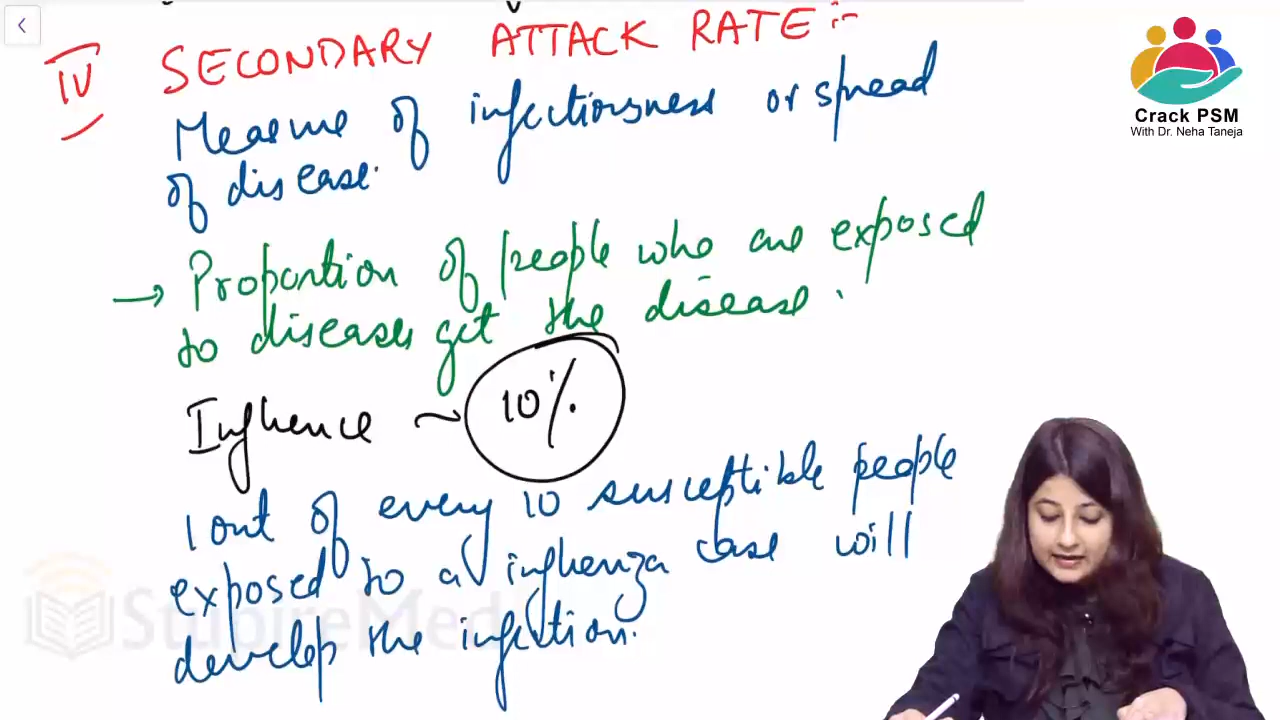 IV SECONDARY ATTACK RATE :-
Measure of infectiousness or spread
of disease.
→ Proportion of people who are exposed
to diseases get the disease.
Influence ~ 10%
1 out of every 10 susceptible people
exposed to a influenza case will
develop the infection.
Crack PSM
With Dr. Neha Taneja